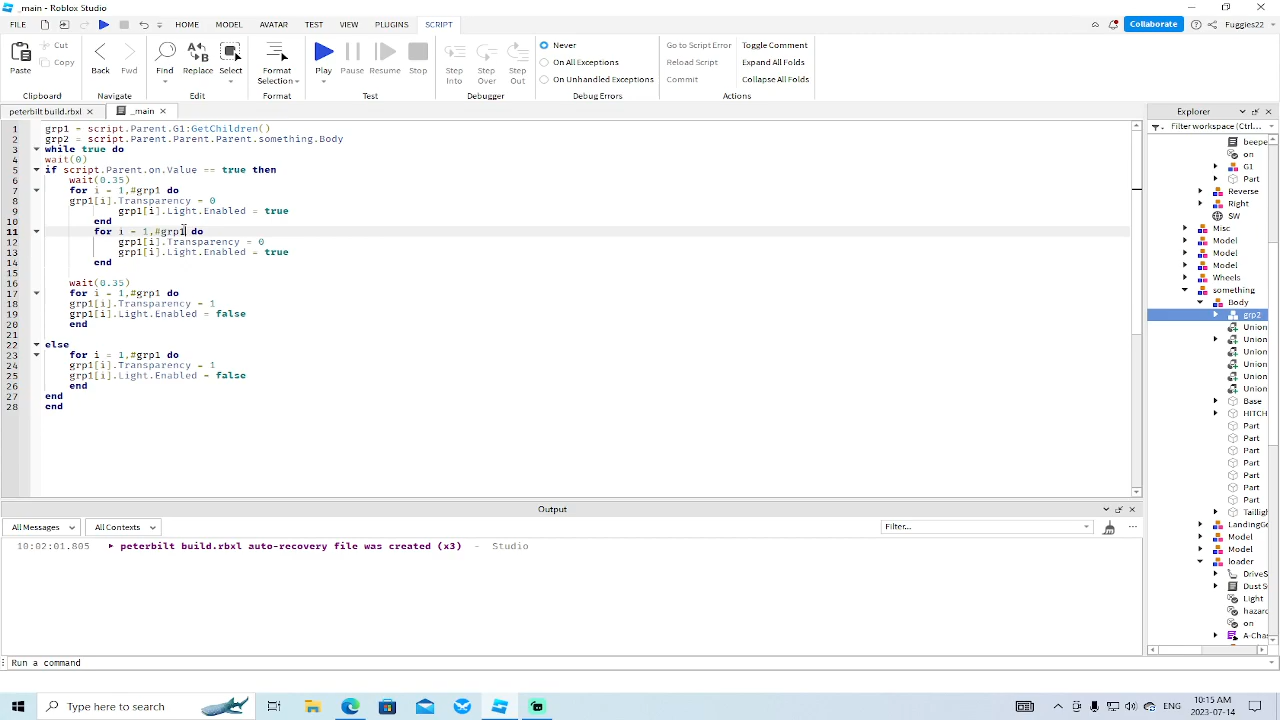 _main - Roblox Studio
FILE HOME MODEL AVATAR TEST VIEW PLUGINS SCRIPT Collaborate Fuggles22
Paste Cut Copy Back Fwd Find Replace Select Format Selection Play Pause Resume Stop Step Into Step Over Step Out Never On All Exceptions On Unhandled Exceptions Go to Script Error Reload Script Commit Toggle Comment Expand All Folds Collapse All Folds
Clipboard Navigate Edit Format Test Debugger Debug Errors Actions
peterbilt build.rbxl _main Explorer
Filter workspace (Ctrl...
1 grp1 = script.Parent.G1:GetChildren()
2 grp2 = script.Parent.Parent.Parent.something.Body
3 while true do
4 wait(0)
5 if script.Parent.on.Value == true then
6 wait(0.35)
7 for i = 1,#grp1 do
8 grp1[i].Transparency = 0
9 grp1[i].Light.Enabled = true
10 end
11 for i = 1,#grp1 do
12 grp1[i].Transparency = 0
13 grp1[i].Light.Enabled = true
14 end
15
16 wait(0.35)
17 for i = 1,#grp1 do
18 grp1[i].Transparency = 1
19 grp1[i].Light.Enabled = false
20 end
21
22 else
23 for i = 1,#grp1 do
24 grp1[i].Transparency = 1
25 grp1[i].Light.Enabled = false
26 end
27 end
28 end
beepe
on
G1
Part
Reverse
Right
SW
Misc
Model
Model
Model
Wheels
something
Body
grp2
Union
Union
Union
Union
Union
Union
Base
HITCH
Part
Part
Part
Part
Part
Part
Part
Tailligh
LandingGe
Model
Model
loader
DriveS
Dust S
Light
hazard
on
A-Chas
Output
All Messages All Contexts Filter...
10:02:01.805 peterbilt build.rbxl auto-recovery file was created (x3) - Studio
Run a command
Type here to search ENG 10:15 AM
2023-07-14